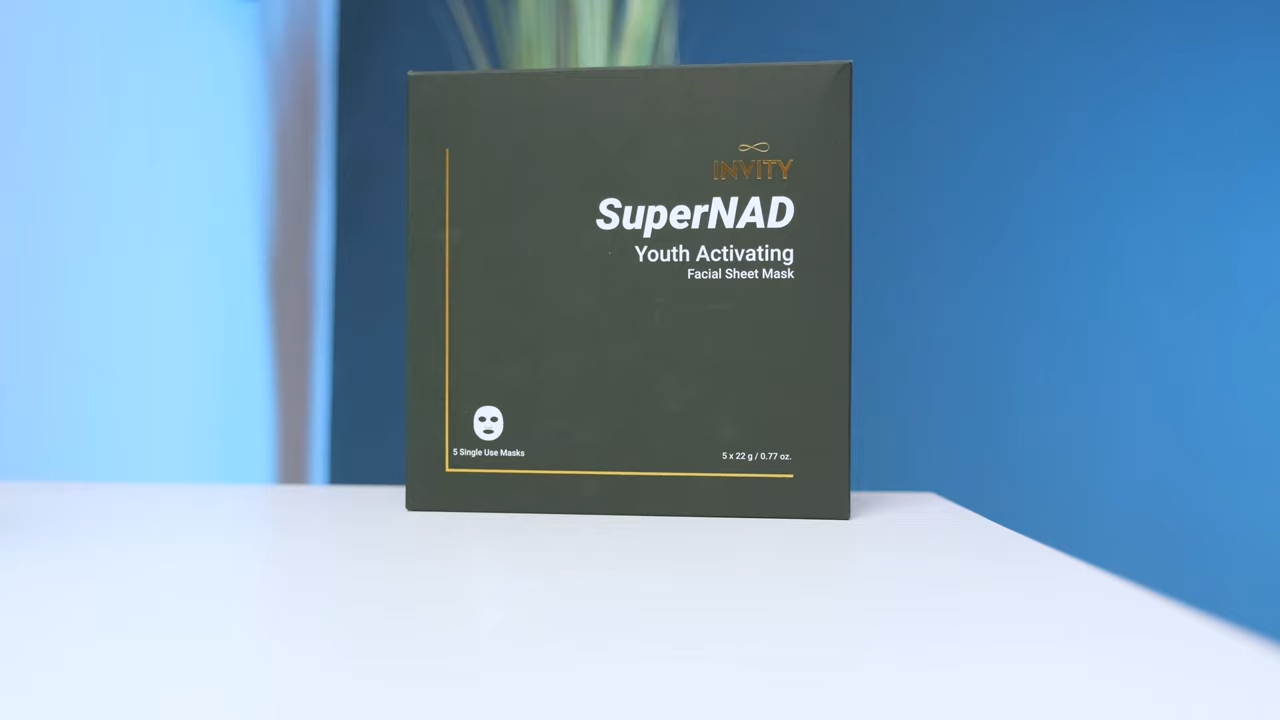 INVITY
SuperNAD
Youth Activating
Facial Sheet Mask
5 Single Use Masks
5 x 22 g / 0.77 oz.